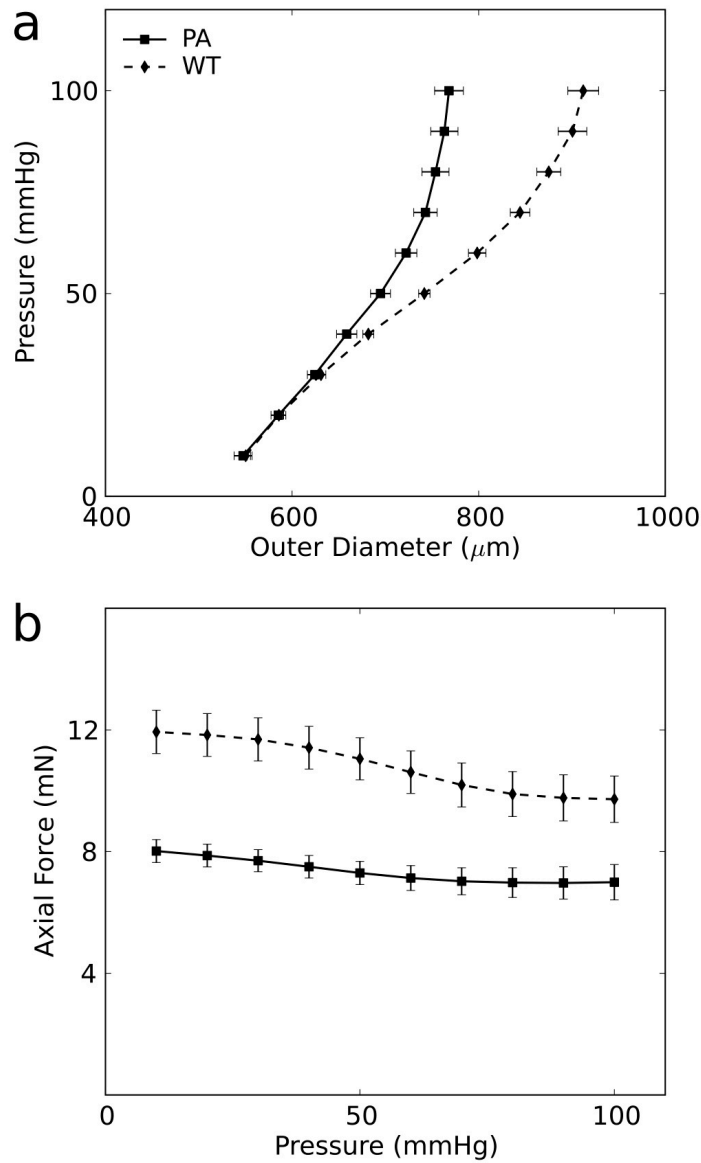 a
PA
WT
100
50
0
Pressure (mmHg)
400
600
800
1000
Outer Diameter (μm)
b
12
8
4
Axial Force (mN)
0
50
100
Pressure (mmHg)